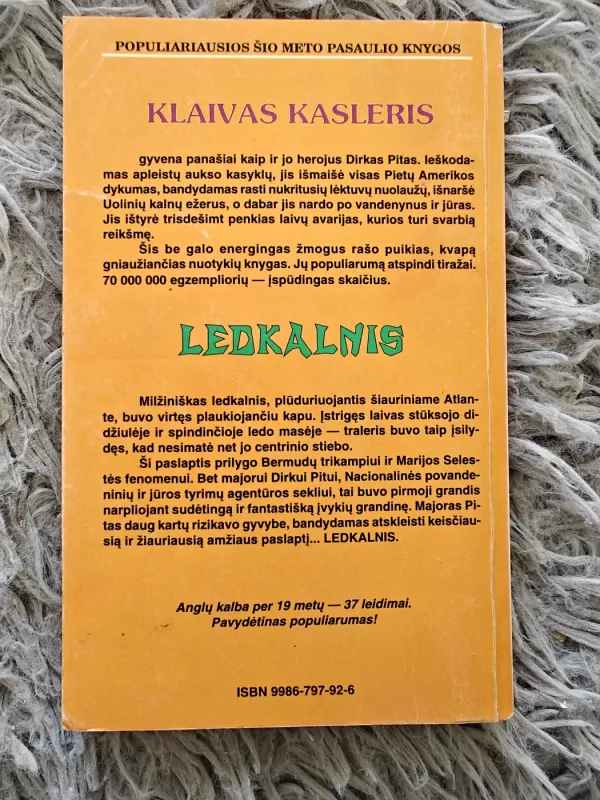 POPULIARIAUSIOS ŠIO METO PASAULIO KNYGOS
KLAIVAS KASLERIS
gyvena panašiai kaip ir jo herojus Dirkas Pitas. Ieškoda-
mas apleistų aukso kasyklų, jis išmaišė visas Pietų Amerikos
dykumas, bandydamas rasti nukritusių lėktuvų nuolaužų, išnaršė
Uolinių kalnų ežerus, o dabar jis nardo po vandenynus ir jūras.
Jis ištyrė trisdešimt penkias laivų avarijas, kurios turi svarbią
reikšmę.
Šis be galo energingas žmogus rašo puikias, kvapą
gniaužiančias nuotykių knygas. Jų populiarumą atspindi tiražai.
70 000 000 egzempliorių — įspūdingas skaičius.
LEDKALNIS
Milžiniškas ledkalnis, plūduriuojantis šiauriniame Atlan-
te, buvo virtęs plaukiojančiu kapu. Įstrigęs laivas stūksojo di-
džiulėje ir spindinčioje ledo masėje — traleris buvo taip įsily-
dęs, kad nesimatė net jo centrinio stiebo.
Ši paslaptis prilygo Bermudų trikampiui ir Marijos Seles-
tės fenomenui. Bet majorui Dirkui Pitui, Nacionalinės povande-
ninių ir jūros tyrimų agentūros sekliui, tai buvo pirmoji grandis
narpliojant sudėtingą ir fantastišką įvykių grandinę. Majoras Pi-
tas daug kartų rizikavo gyvybe, bandydamas atskleisti keisčiau-
sią ir žiauriausią amžiaus paslaptį... LEDKALNIS.
Anglų kalba per 19 metų — 37 leidimai.
Pavydėtinas populiarumas!
ISBN 9986-797-92-6